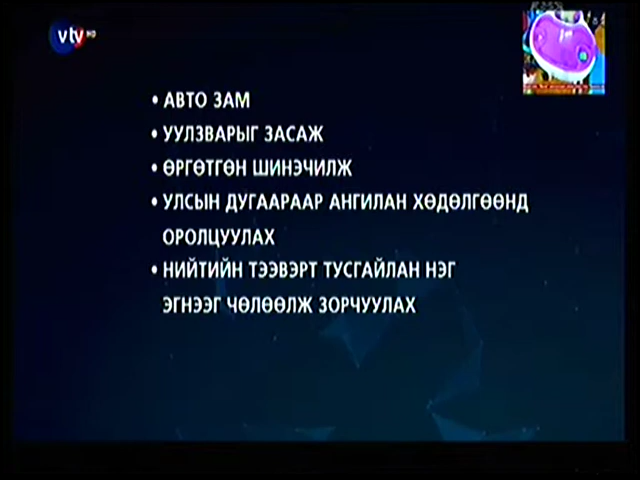 vtv HD
• АВТО ЗАМ
• УУЛЗВАРЫГ ЗАСАЖ
• ӨРГӨТГӨН ШИНЭЧИЛЖ
• УЛСЫН ДУГААРААР АНГИЛАН ХӨДӨЛГӨӨНД
ОРОЛЦУУЛАХ
• НИЙТИЙН ТЭЭВЭРТ ТУСГАЙЛАН НЭГ
ЭГНЭЭГ ЧӨЛӨӨЛЖ ЗОРЧУУЛАХ